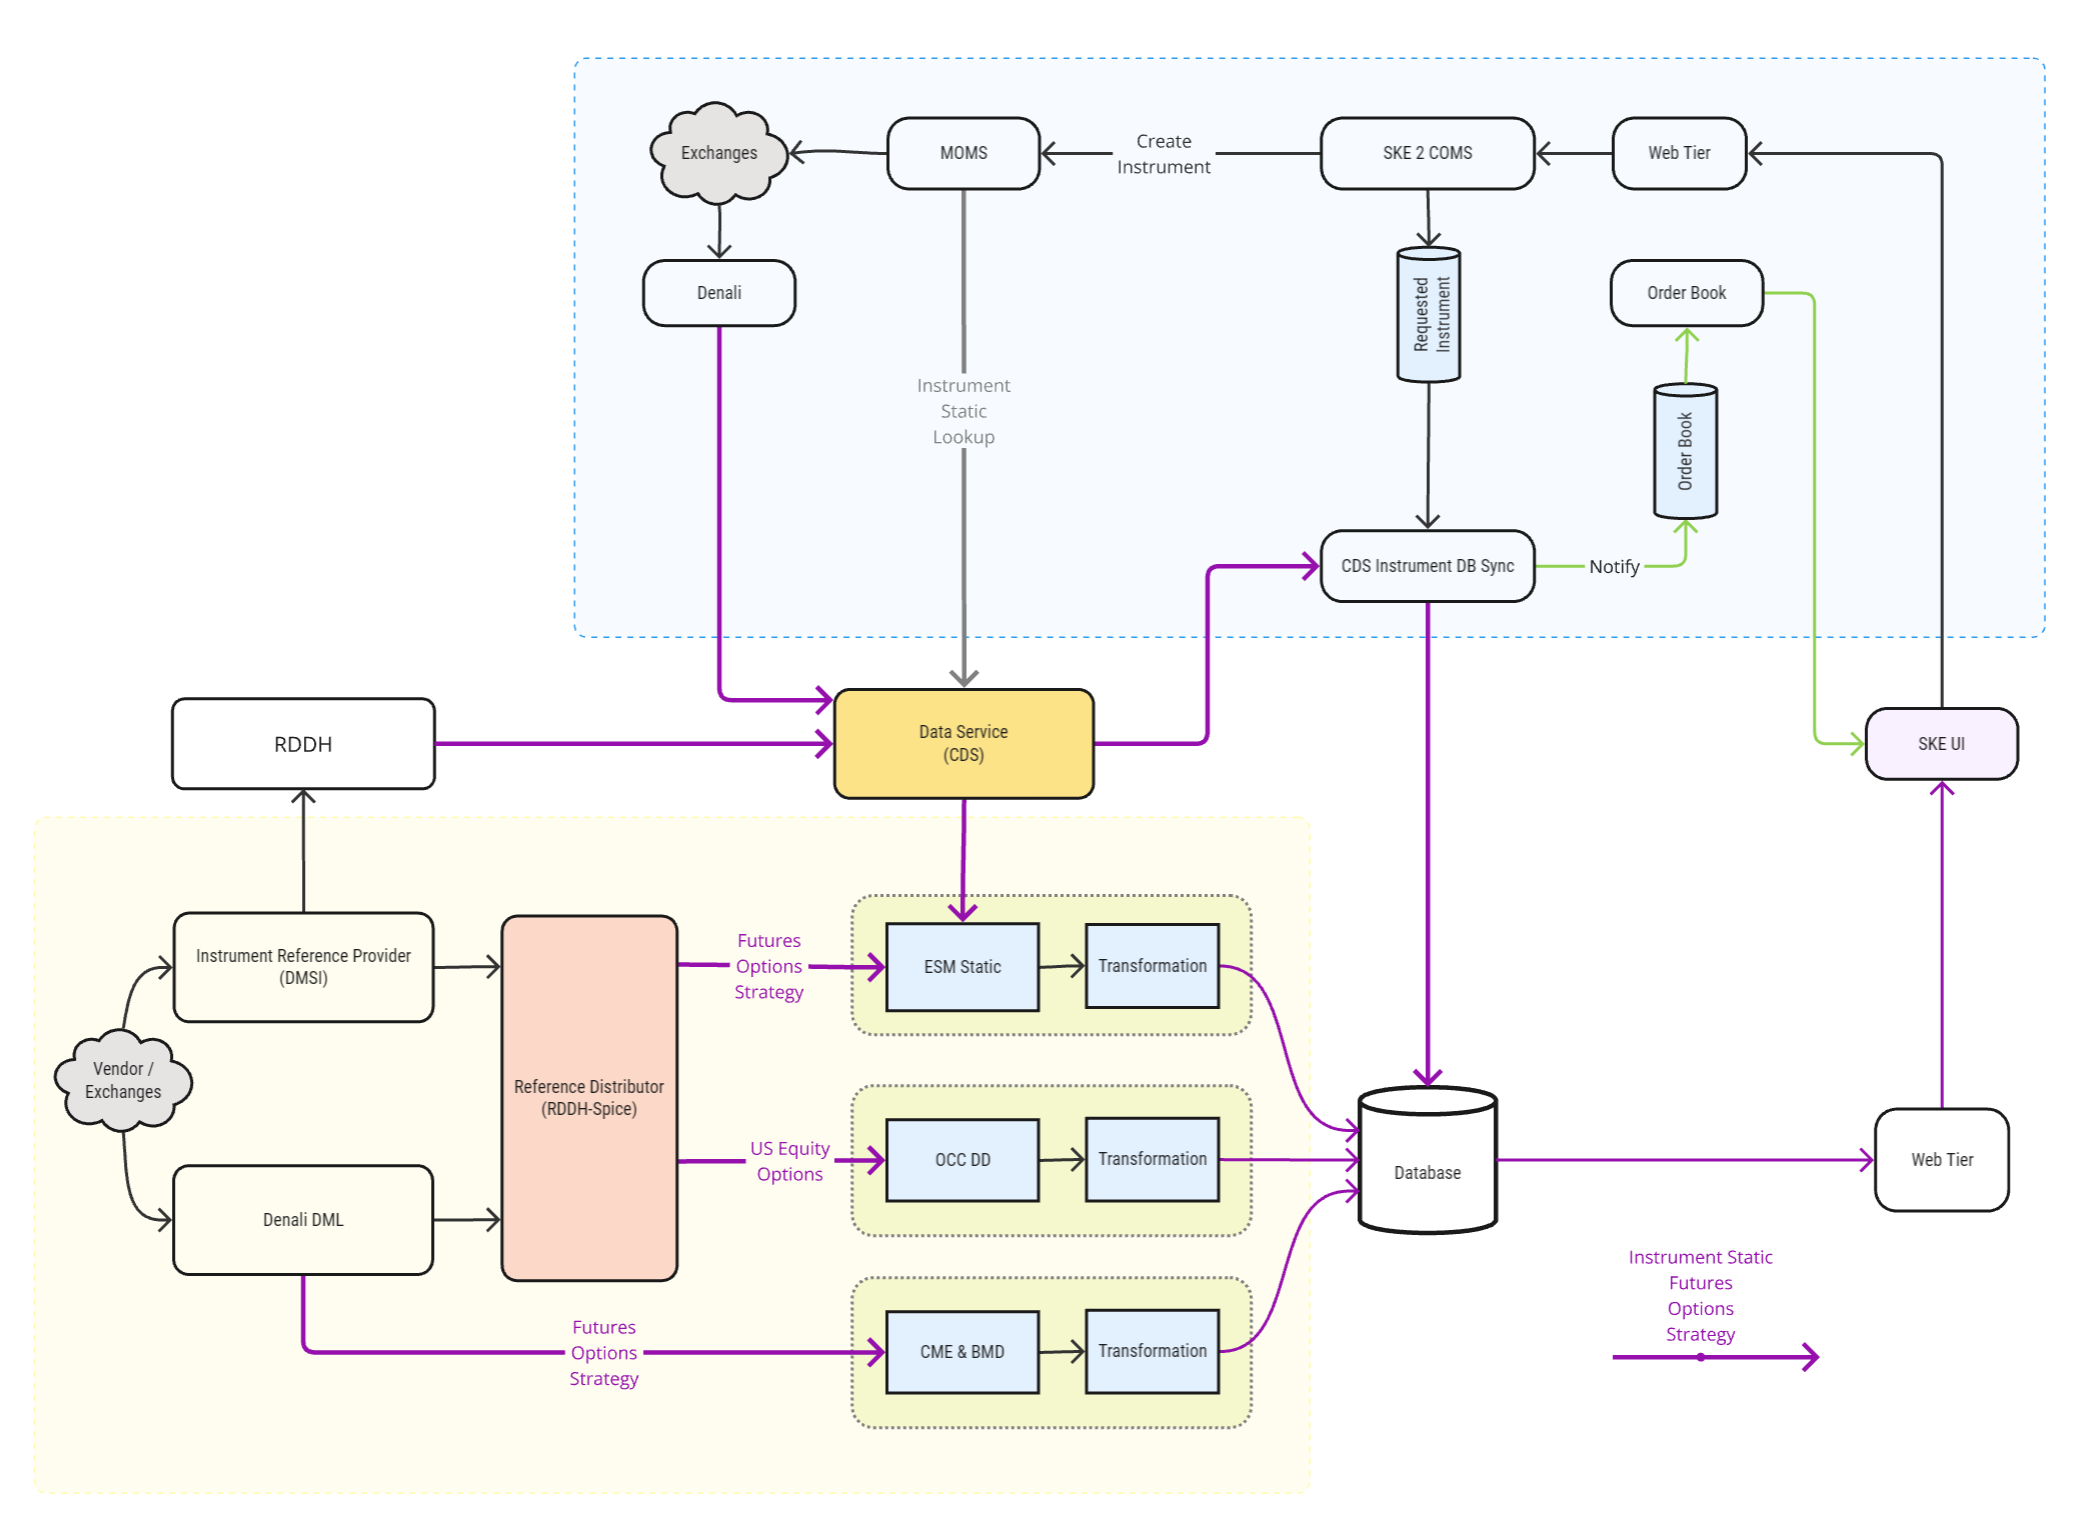 Exchanges
MOMS
Create
Instrument
SKE 2 COMS
Web Tier
Denali
Requested
Instrument
Order Book
Instrument
Static
Lookup
Order Book
CDS Instrument DB Sync
Notify
RDDH
Data Service
(CDS)
SKE UI
Instrument Reference Provider
(DMSI)
Futures
Options
Strategy
ESM Static
Transformation
Vendor /
Exchanges
Reference Distributor
(RDDH-Spice)
US Equity
Options
OCC DD
Transformation
Database
Web Tier
Denali DML
Futures
Options
Strategy
CME & BMD
Transformation
Instrument Static
Futures
Options
Strategy